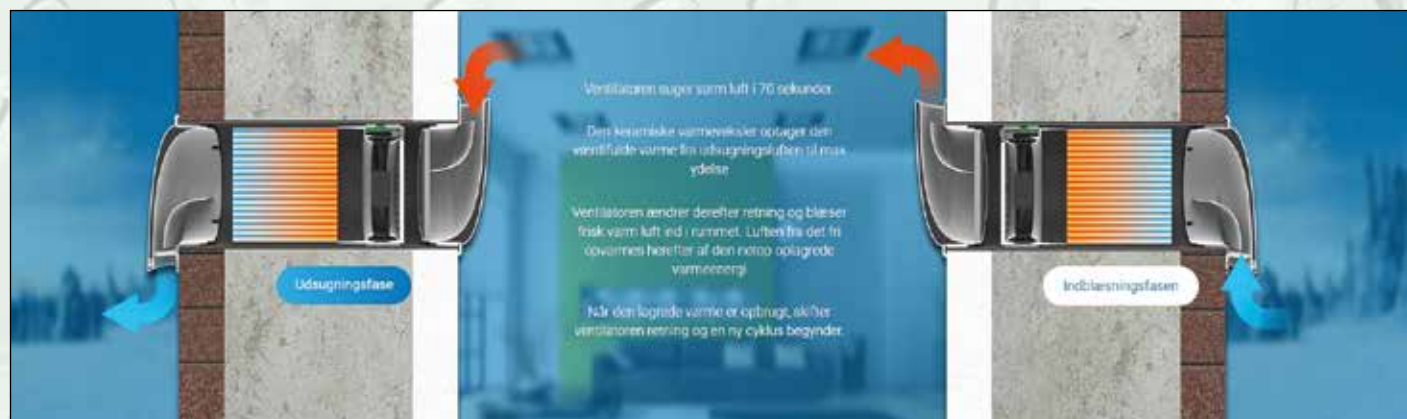 Ventilatoren suger varm luft i 70 sekunder.
Den keramiske varmeveksler optager den
værdifulde varme fra udsugningsluften til max
ydelse
Ventilatoren ændrer derefter retning og blæser
frisk varm luft ind i rummet. Luften fra det fri
opvarmes herefter af den netop oplagrede
varmeenergi
Når den lagrede varme er opbrugt, skifter
ventilatoren retning og en ny cyklus begynder.
Udsugningsfase
Indblæsningsfasen